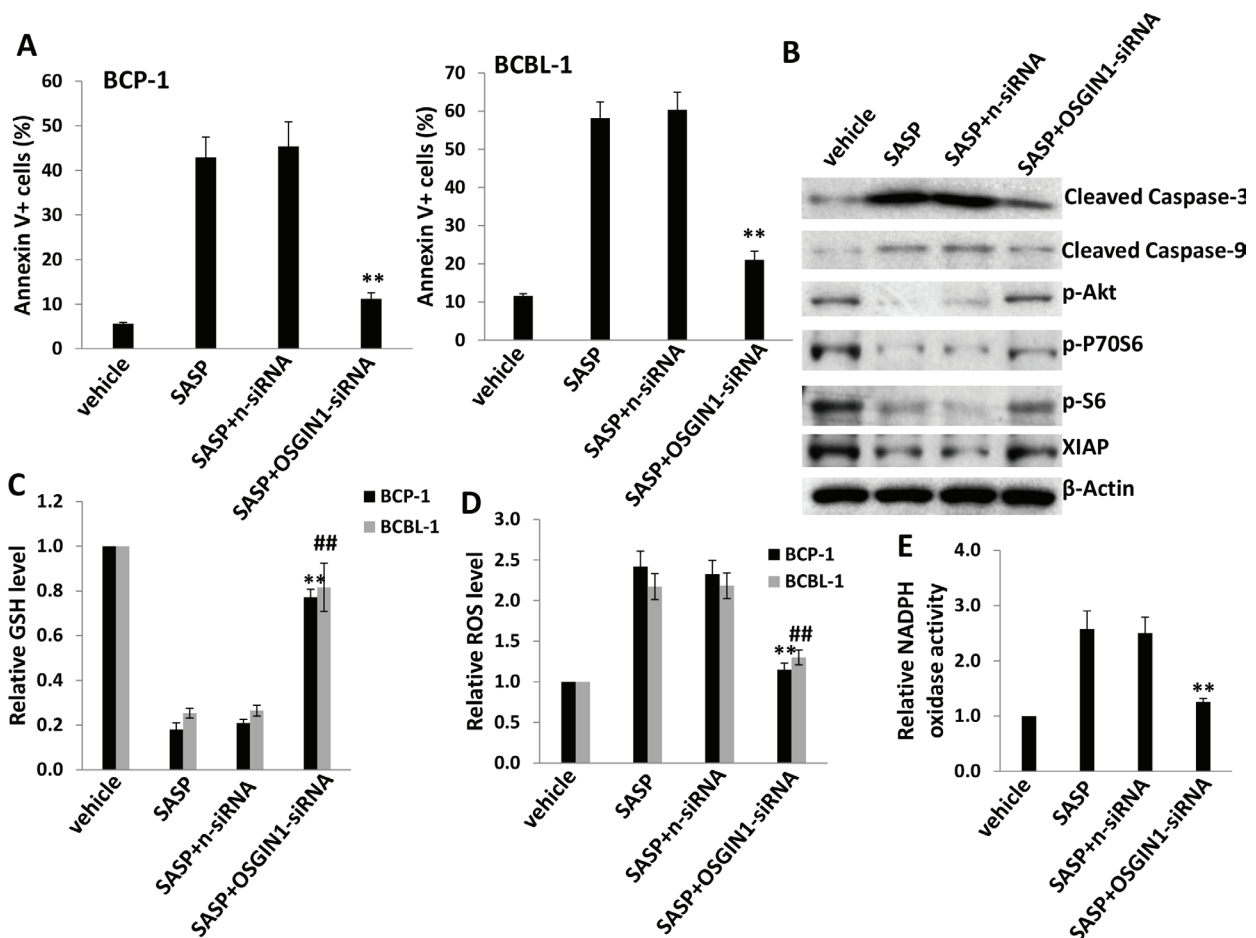 A
BCP-1
Annexin V+ cells (%)
60
50
40
30
20
10
0
**
vehicle
SASP
SASP+n-siRNA
SASP+OSGIN1-siRNA
BCBL-1
Annexin V+ cells (%)
70
60
50
40
30
20
10
0
**
vehicle
SASP
SASP+n-siRNA
SASP+OSGIN1-siRNA
B
vehicle
SASP
SASP+n-siRNA
SASP+OSGIN1-siRNA
Cleaved Caspase-3
Cleaved Caspase-9
p-Akt
p-P70S6
p-S6
XIAP
β-Actin
C
Relative GSH level
1.2
1.0
0.8
0.6
0.4
0.2
0.0
BCP-1
BCBL-1
##
**
vehicle
SASP
SASP+n-siRNA
SASP+OSGIN1-siRNA
D
Relative ROS level
3.0
2.5
2.0
1.5
1.0
0.5
0.0
BCP-1
BCBL-1
##
**
vehicle
SASP
SASP+n-siRNA
SASP+OSGIN1-siRNA
E
Relative NADPH
oxidase activity
4.0
3.0
2.0
1.0
0.0
**
vehicle
SASP
SASP+n-siRNA
SASP+OSGIN1-siRNA